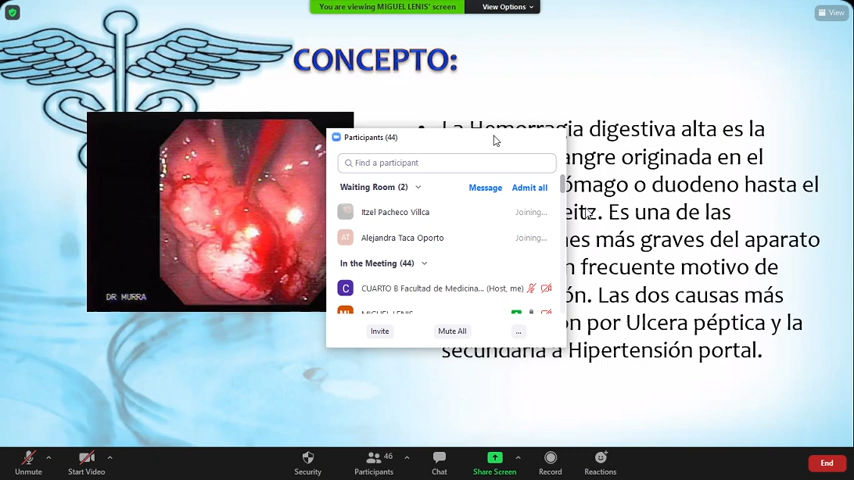 You are viewing MIGUEL LENIS' screen
View Options
View
CONCEPTO:
DR MURRA
• La Hemorragia digestiva alta es la
sangre originada en el
ómago o duodeno hasta el
eitz. Es una de las
nes más graves del aparato
n frecuente motivo de
ón. Las dos causas más
on por Ulcera péptica y la
secundaria a Hipertensión portal.
Participants (44)
Find a participant
Waiting Room (2)
Message
Admit all
Itzel Pacheco Villca
Joining...
AT
Alejandra Taca Oporto
Joining...
In the Meeting (44)
C
CUARTO B Facultad de Medicina... (Host, me)
MIGUEL LENIS
Invite
Mute All
...
Unmute
Start Video
Security
46
Participants
Chat
Share Screen
Record
Reactions
End